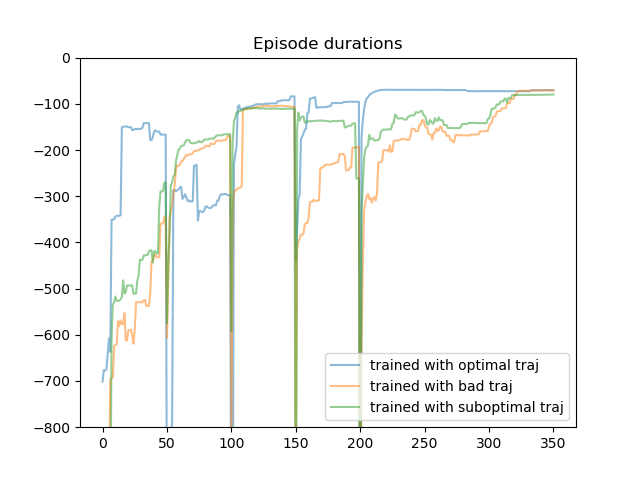 Episode durations
0
−100
−200
−300
−400
−500
−600
−700
−800
0 50 100 150 200 250 300 350
trained with optimal traj
trained with bad traj
trained with suboptimal traj